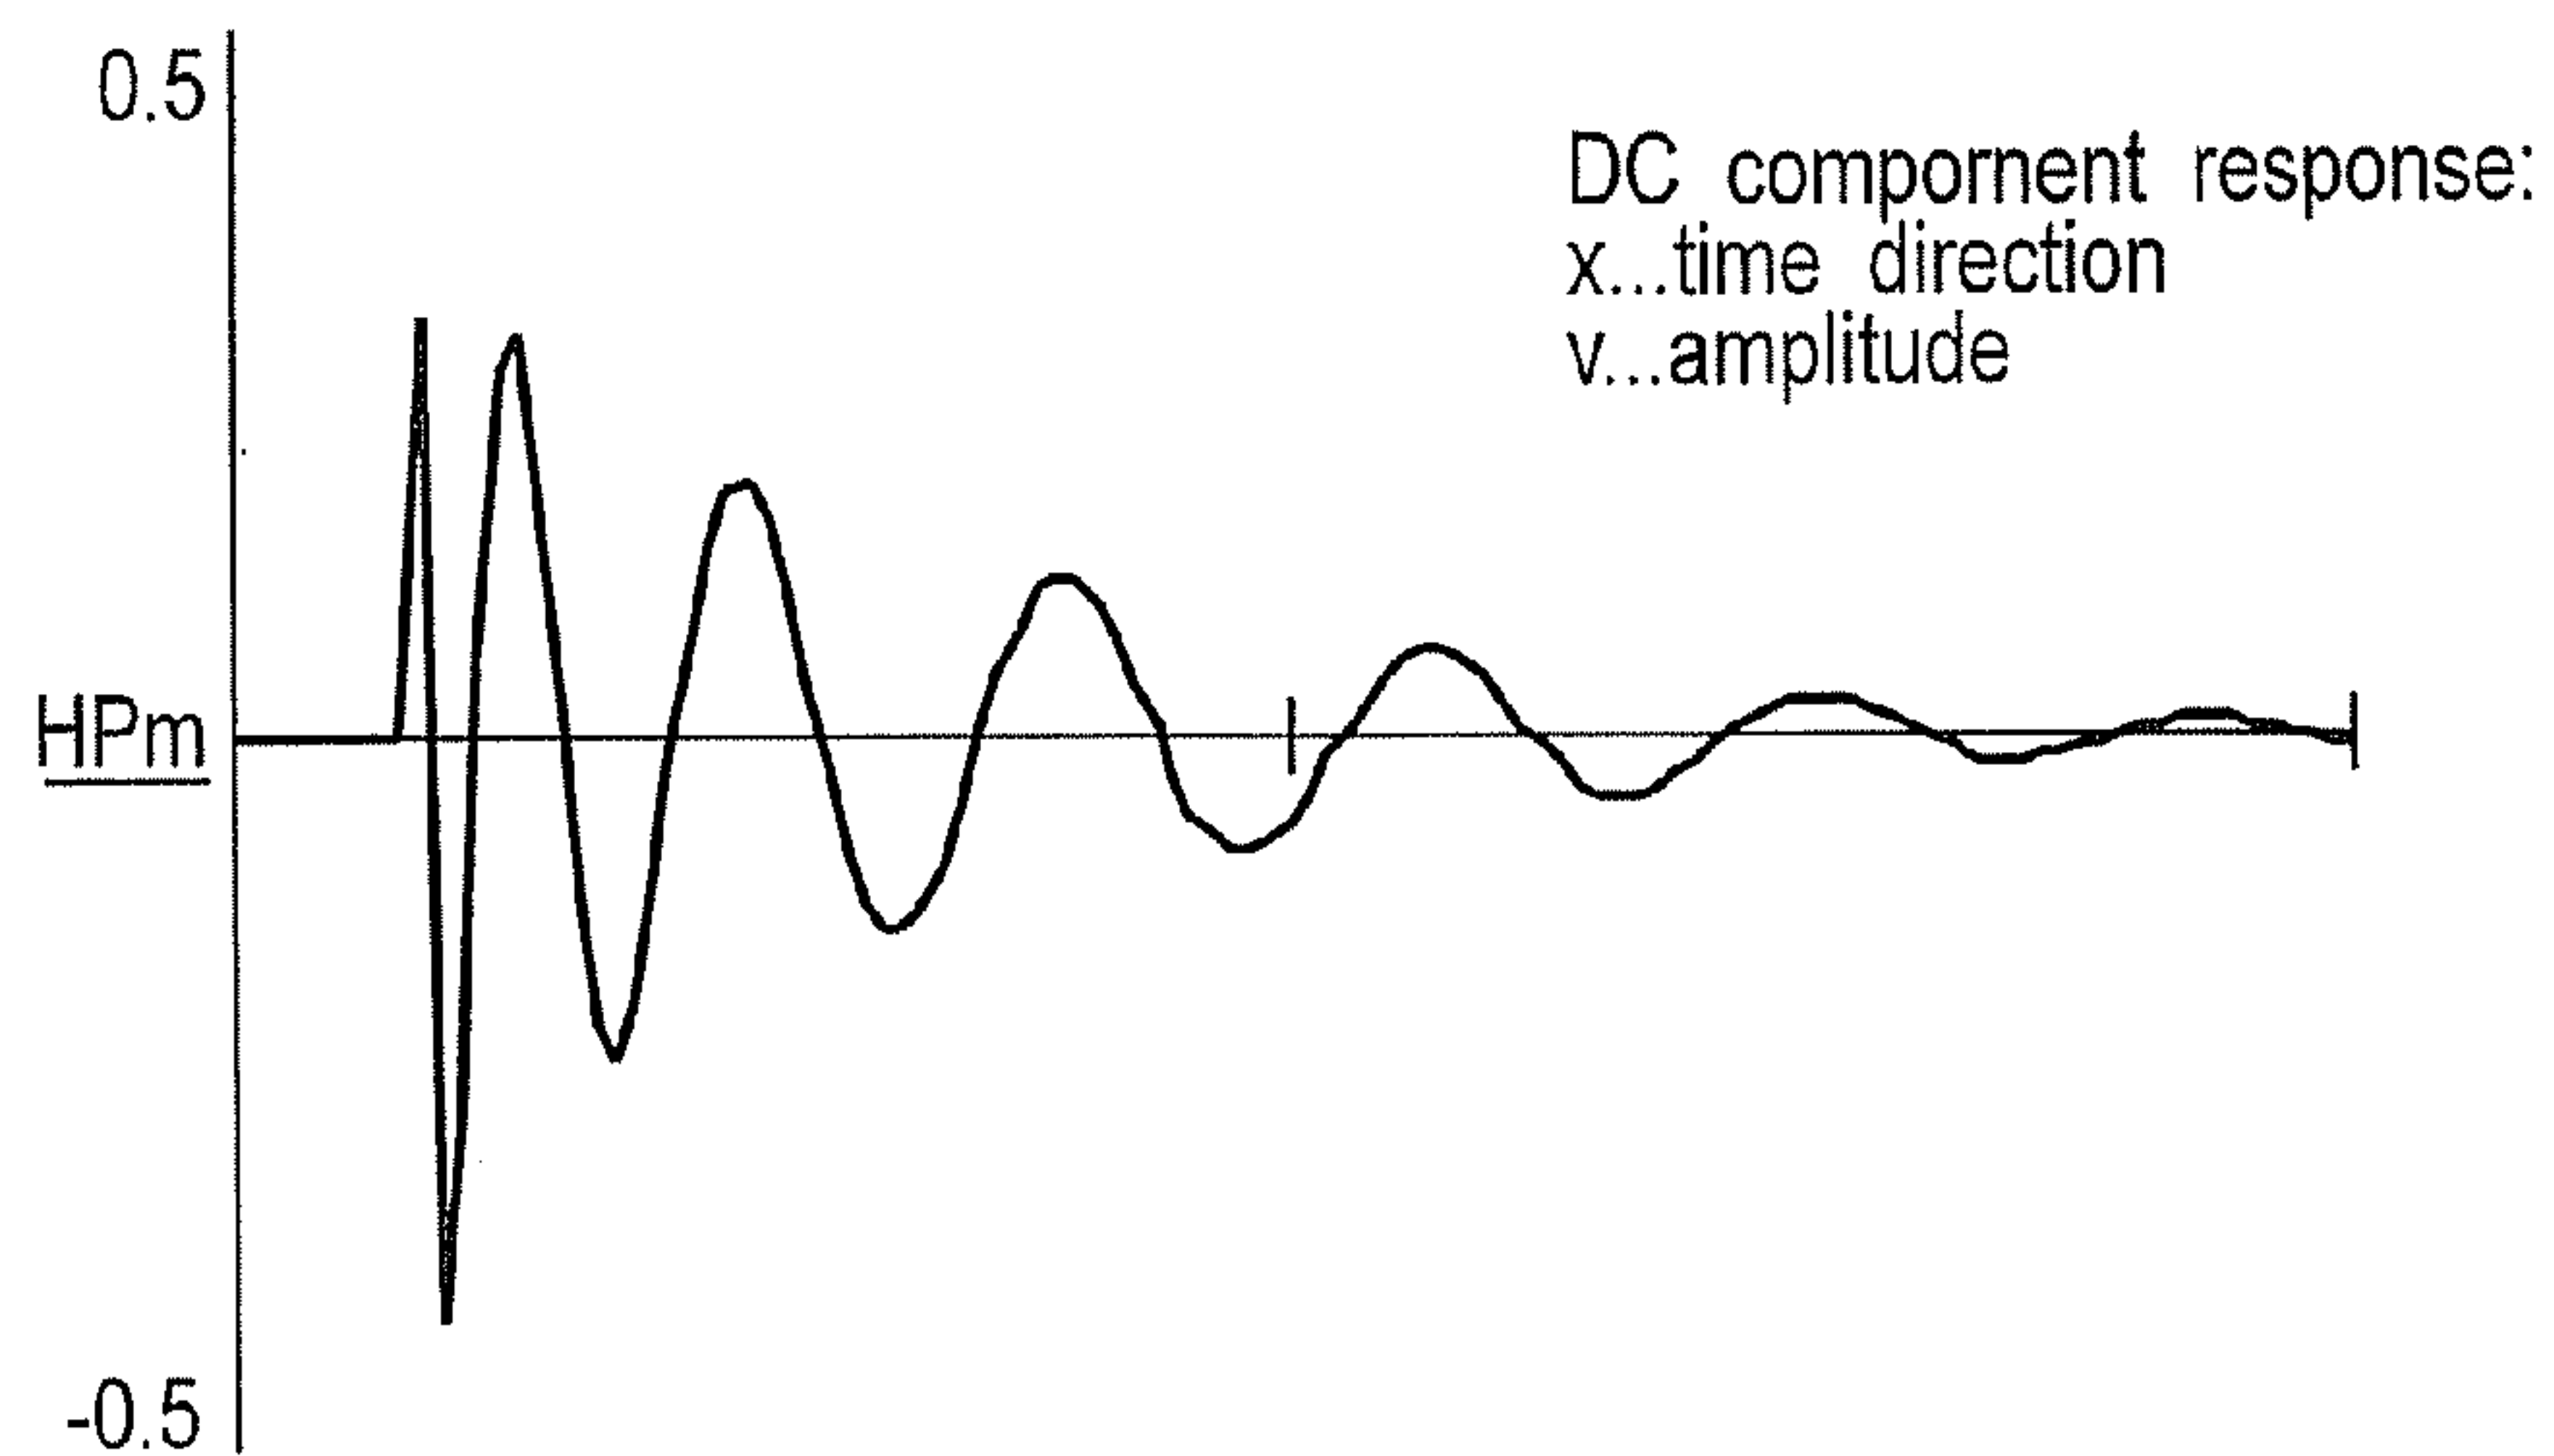 0.5
DC compornent response:
x...time direction
v...amplitude
HPm
-0.5